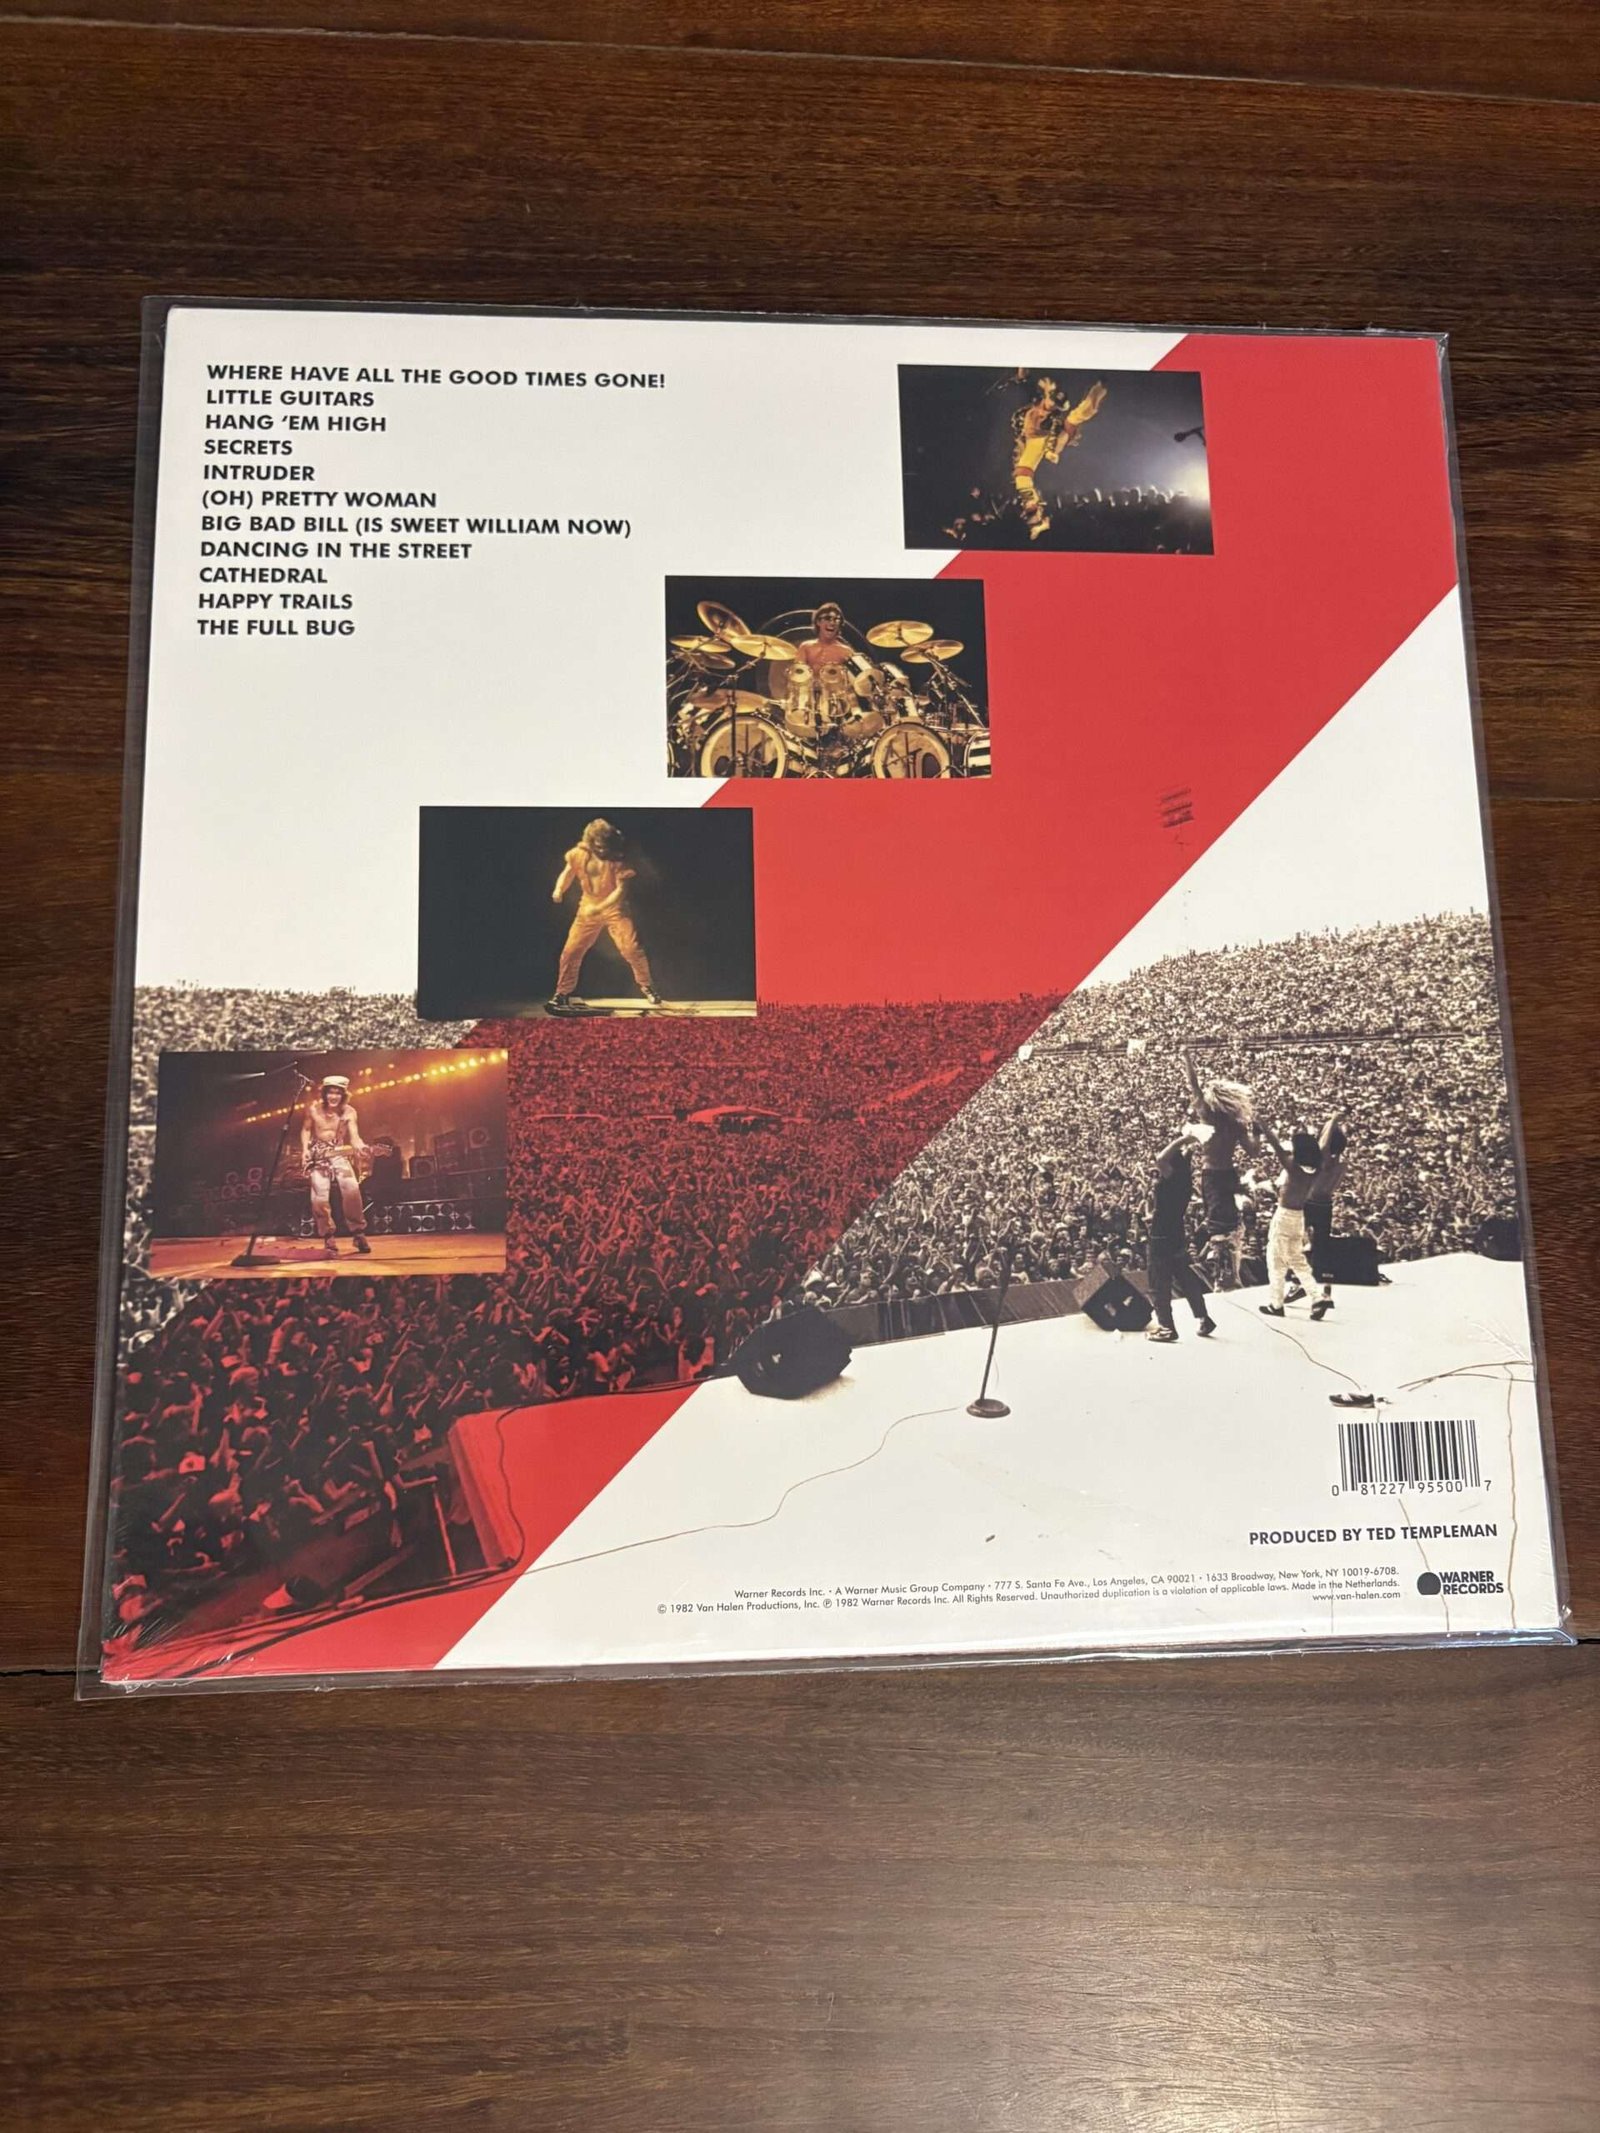 WHERE HAVE ALL THE GOOD TIMES GONE!
LITTLE GUITARS
HANG ‘EM HIGH
SECRETS
INTRUDER
(OH) PRETTY WOMAN
BIG BAD BILL (IS SWEET WILLIAM NOW)
DANCING IN THE STREET
CATHEDRAL
HAPPY TRAILS
THE FULL BUG
0 81227 95500 7
PRODUCED BY TED TEMPLEMAN
Warner Records Inc. • A Warner Music Group Company • 777 S. Santa Fe Ave., Los Angeles, CA 90021 • 1633 Broadway, New York, NY 10019-6708.
© 1982 Van Halen Productions, Inc. ℗ 1982 Warner Records Inc. All Rights Reserved. Unauthorized duplication is a violation of applicable laws. Made in the Netherlands.
www.van-halen.com
WARNER
RECORDS